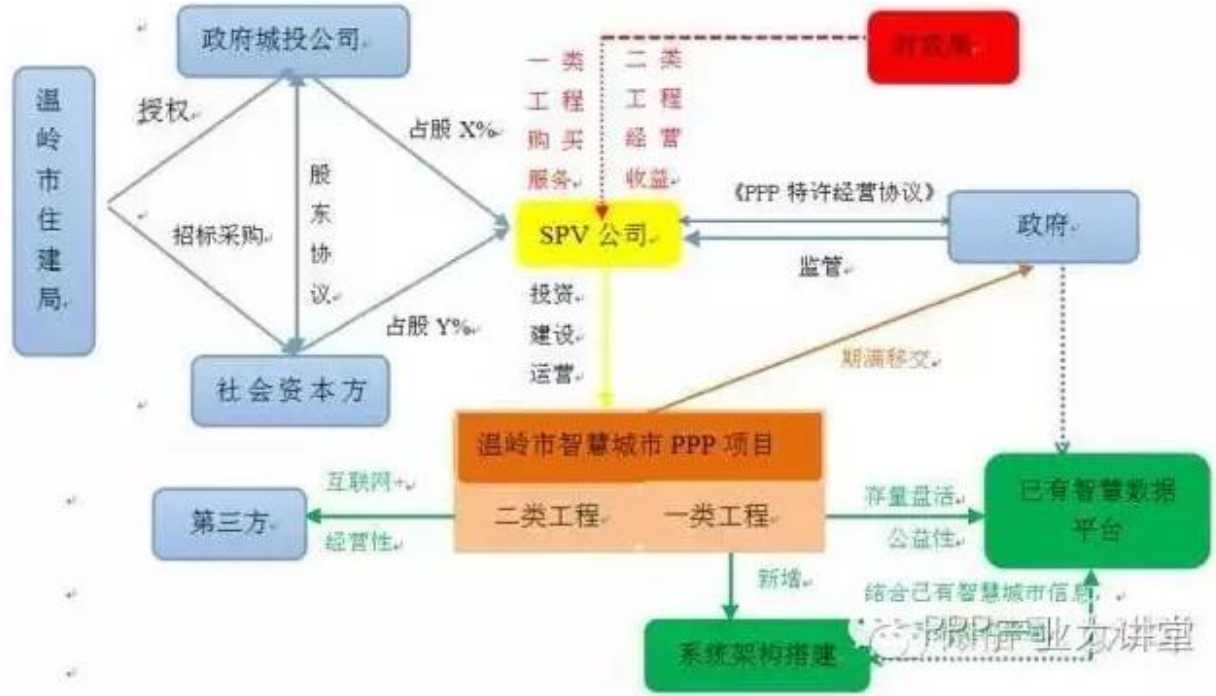 政府城投公司
财政局
温岭市住建局
授权
占股 X%
一类工程购买服务
二类工程经营收益
股东协议
招标采购
SPV 公司
《PPP 特许经营协议》
政府
监管
占股 Y%
投资
建设
运营
期满移交
社会资本方
温岭市智慧城市 PPP 项目
互联网+
第三方
二类工程
一类工程
存量盘活
已有智慧数据
平台
经营性
公益性
新增
结合已有智慧城市信息,
系统架构搭建